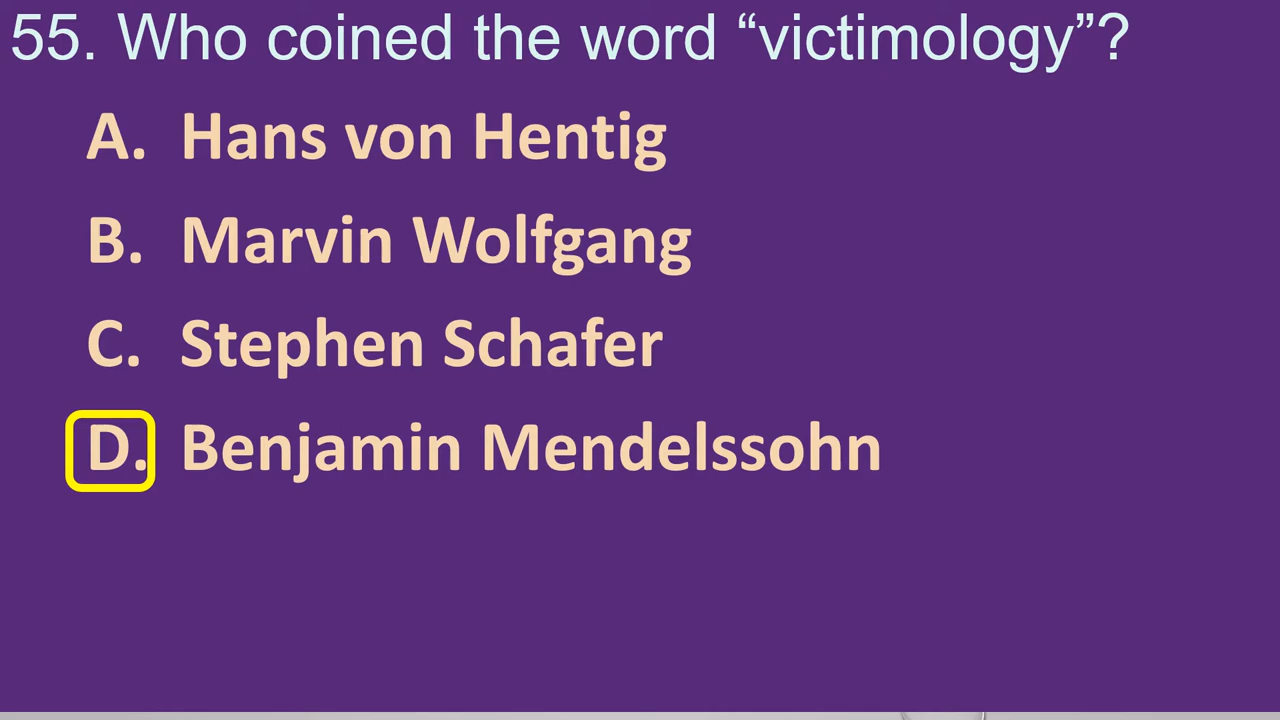 55. Who coined the word “victimology”?
A. Hans von Hentig
B. Marvin Wolfgang
C. Stephen Schafer
D. Benjamin Mendelssohn